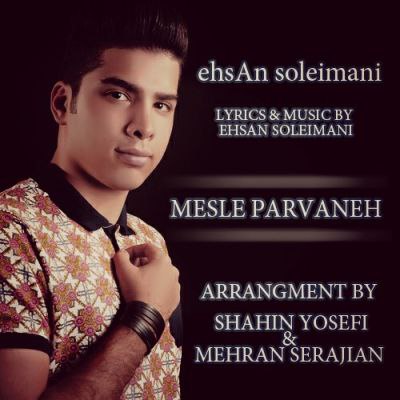 ehsAn soleimani
LYRICS & MUSIC BY
EHSAN SOLEIMANI
MESLE PARVANEH
ARRANGMENT BY
SHAHIN YOSEFI
&
MEHRAN SERAJIAN